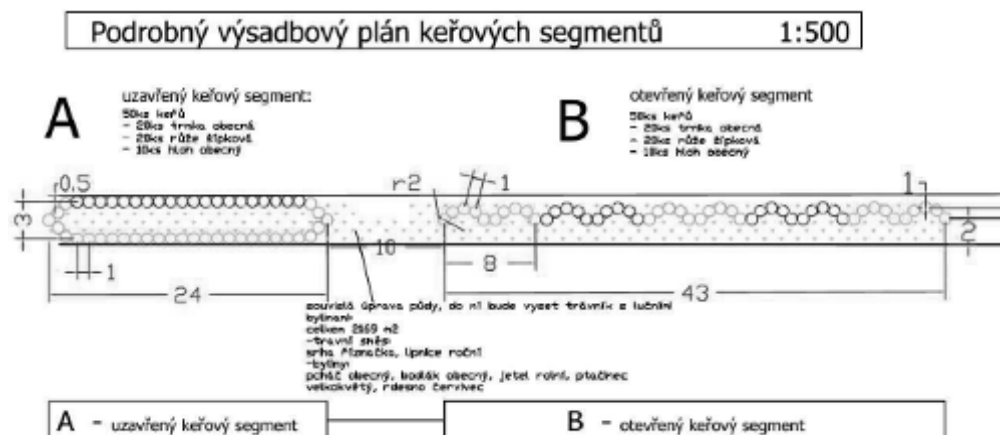 Podrobný výsadbový plán keřových segmentů 1:500
A
uzavřený keřový segment:
50ks keřů
- 20ks trnka obecná
- 20ks růže šípková
- 10ks hloh obecný
B
otevřený keřový segment
50ks keřů
- 20ks trnka obecná
- 20ks růže šípková
- 10ks hloh obecný
0,5
r2
1
1
3
10
8
2
1
24
43
souvislá úprava půdy, do ní bude vyset trávník s lučními
bylinami
celkem 2169 m2
-travní směs:
srha říznačka, lipnice roční
-byliny:
pcháč obecný, bodlák obecný, jetel rolní, ptačinec
velkokvětý, rdesno červivec
A - uzavřený keřový segment
B - otevřený keřový segment